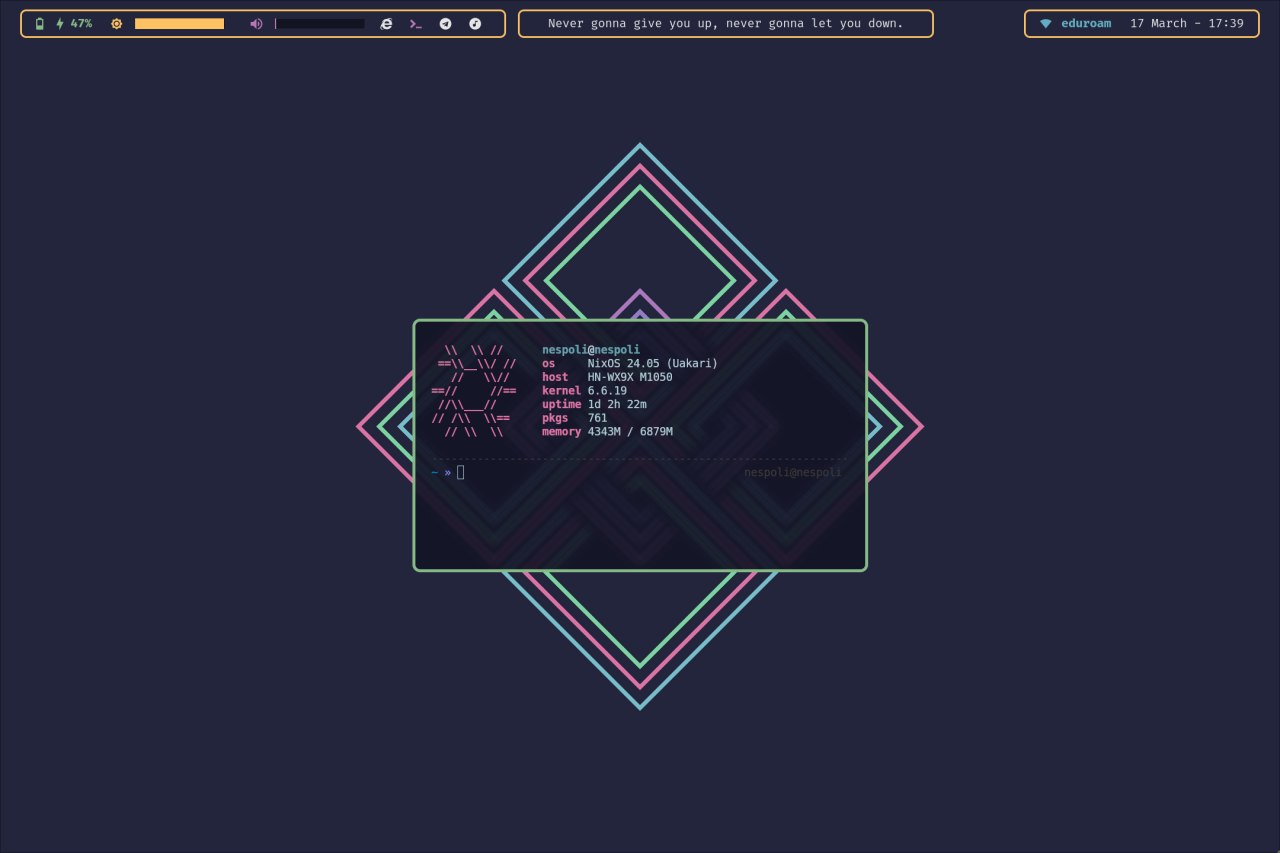 47%
Never gonna give you up, never gonna let you down.
eduroam 17 March - 17:39
  \\  \\ //    nespoli@nespoli
 ==\\__\\/ //   os     NixOS 24.05 (Uakari)
   //   \\//    host   HN-WX9X M1050
==//     //==   kernel 6.6.19
 //\\___//      uptime 1d 2h 22m
// /\\  \\==    pkgs   761
  // \\  \\     memory 4343M / 6879M
~ » nespoli@nespoli